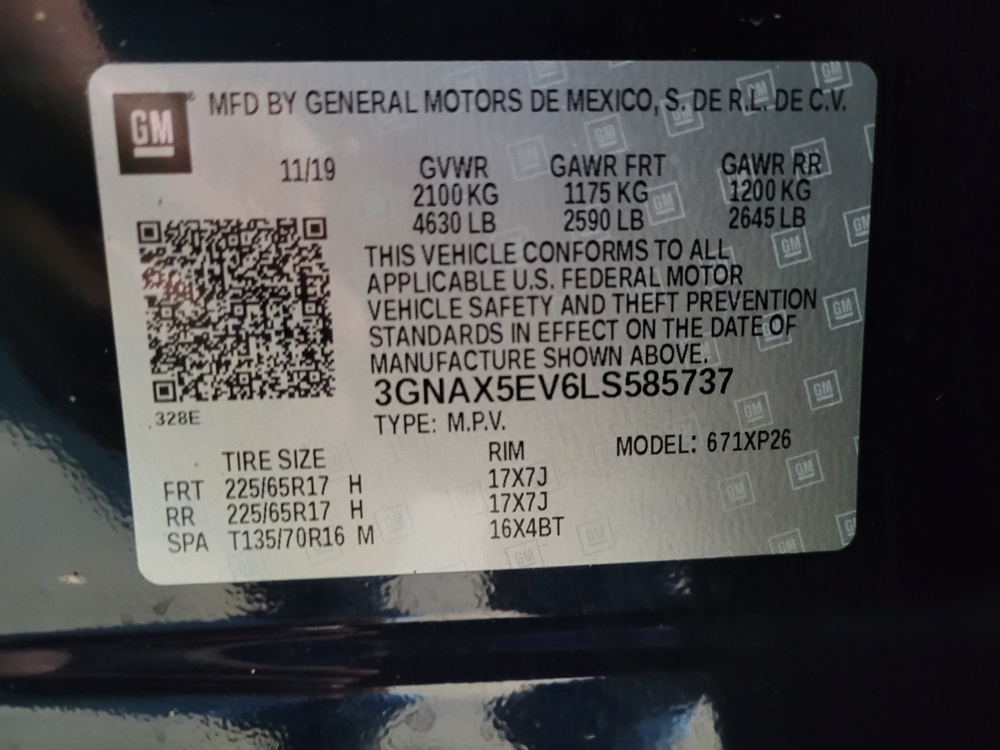 GM
MFD BY GENERAL MOTORS DE MEXICO, S. DE R.L. DE C.V.
11/19 GVWR GAWR FRT GAWR RR
2100 KG 1175 KG 1200 KG
4630 LB 2590 LB 2645 LB
THIS VEHICLE CONFORMS TO ALL
APPLICABLE U.S. FEDERAL MOTOR
VEHICLE SAFETY AND THEFT PREVENTION
STANDARDS IN EFFECT ON THE DATE OF
MANUFACTURE SHOWN ABOVE.
3GNAX5EV6LS585737
328E
TYPE: M.P.V.
MODEL: 671XP26
TIRE SIZE RIM
FRT 225/65R17 H 17X7J
RR 225/65R17 H 17X7J
SPA T135/70R16 M 16X4BT